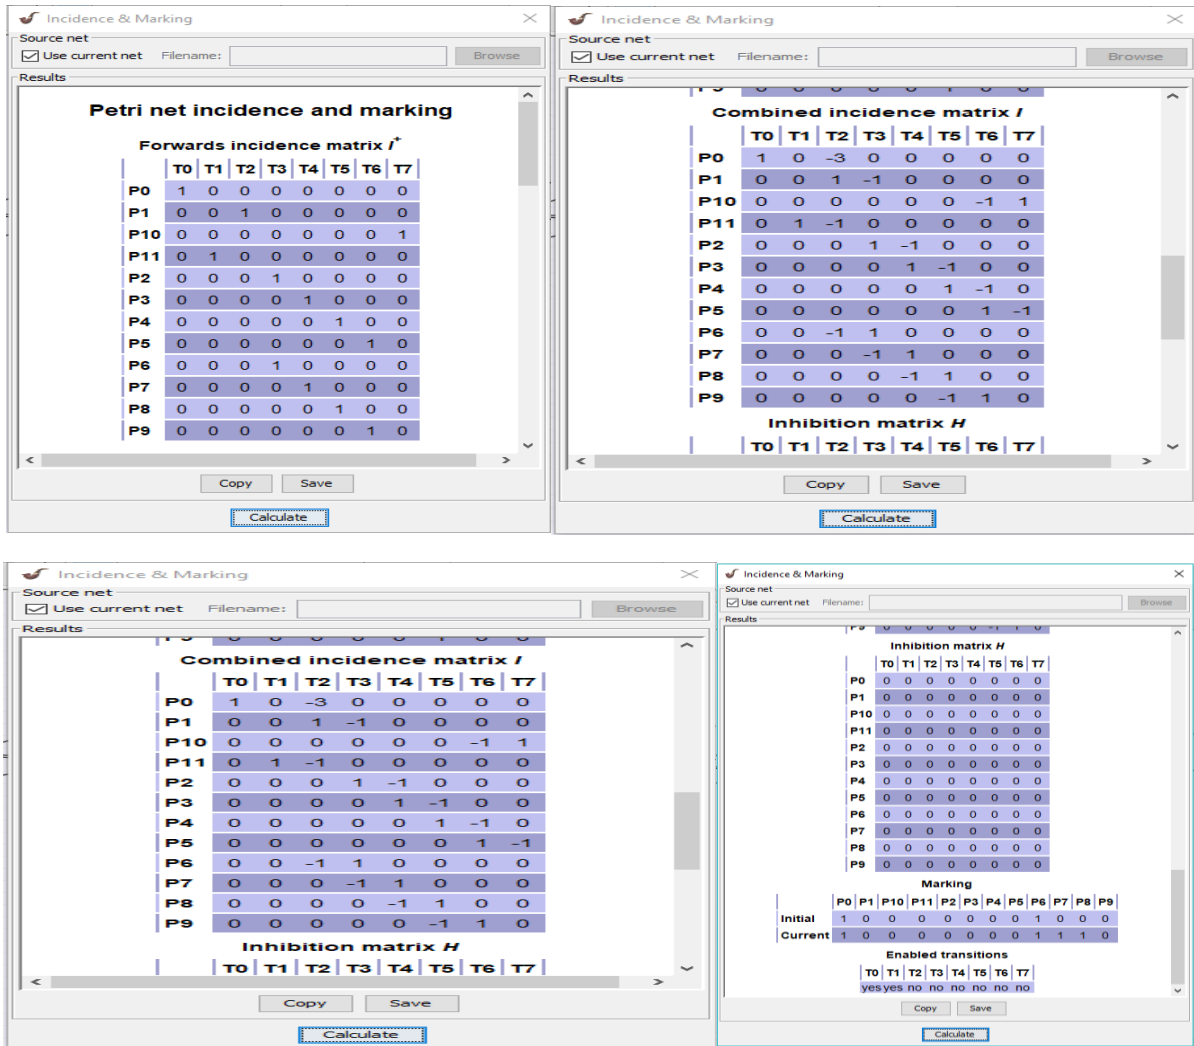 Incidence & Marking
Source net
Use current net Filename: Browse
Results
Petri net incidence and marking
Forwards incidence matrix I+
T0 T1 T2 T3 T4 T5 T6 T7
P0 1 0 0 0 0 0 0 0
P1 0 0 1 0 0 0 0 0
P10 0 0 0 0 0 0 0 1
P11 0 1 0 0 0 0 0 0
P2 0 0 0 1 0 0 0 0
P3 0 0 0 0 1 0 0 0
P4 0 0 0 0 0 1 0 0
P5 0 0 0 0 0 0 1 0
P6 0 0 0 1 0 0 0 0
P7 0 0 0 0 1 0 0 0
P8 0 0 0 0 0 1 0 0
P9 0 0 0 0 0 0 1 0
Copy Save
Calculate
Incidence & Marking
Source net
Use current net Filename: Browse
Results
Combined incidence matrix I
T0 T1 T2 T3 T4 T5 T6 T7
P0 1 0 -3 0 0 0 0 0
P1 0 0 1 -1 0 0 0 0
P10 0 0 0 0 0 0 -1 1
P11 0 1 -1 0 0 0 0 0
P2 0 0 0 1 -1 0 0 0
P3 0 0 0 0 1 -1 0 0
P4 0 0 0 0 0 1 -1 0
P5 0 0 0 0 0 0 1 -1
P6 0 0 -1 1 0 0 0 0
P7 0 0 0 -1 1 0 0 0
P8 0 0 0 0 -1 1 0 0
P9 0 0 0 0 0 -1 1 0
Inhibition matrix H
T0 T1 T2 T3 T4 T5 T6 T7
Copy Save
Calculate
Incidence & Marking
Source net
Use current net Filename: Browse
Results
Combined incidence matrix I
T0 T1 T2 T3 T4 T5 T6 T7
P0 1 0 -3 0 0 0 0 0
P1 0 0 1 -1 0 0 0 0
P10 0 0 0 0 0 0 -1 1
P11 0 1 -1 0 0 0 0 0
P2 0 0 0 1 -1 0 0 0
P3 0 0 0 0 1 -1 0 0
P4 0 0 0 0 0 1 -1 0
P5 0 0 0 0 0 0 1 -1
P6 0 0 -1 1 0 0 0 0
P7 0 0 0 -1 1 0 0 0
P8 0 0 0 0 -1 1 0 0
P9 0 0 0 0 0 -1 1 0
Inhibition matrix H
T0 T1 T2 T3 T4 T5 T6 T7
Copy Save
Calculate
Incidence & Marking
Source net
Use current net Filename: Browse
Results
Inhibition matrix H
T0 T1 T2 T3 T4 T5 T6 T7
P0 0 0 0 0 0 0 0 0
P1 0 0 0 0 0 0 0 0
P10 0 0 0 0 0 0 0 0
P11 0 0 0 0 0 0 0 0
P2 0 0 0 0 0 0 0 0
P3 0 0 0 0 0 0 0 0
P4 0 0 0 0 0 0 0 0
P5 0 0 0 0 0 0 0 0
P6 0 0 0 0 0 0 0 0
P7 0 0 0 0 0 0 0 0
P8 0 0 0 0 0 0 0 0
P9 0 0 0 0 0 0 0 0
Marking
P0 P1 P10 P11 P2 P3 P4 P5 P6 P7 P8 P9
Initial 1 0 0 0 0 0 0 0 1 0 0 0
Current 1 0 0 0 0 0 0 0 1 1 1 0
Enabled transitions
T0 T1 T2 T3 T4 T5 T6 T7
yes yes no no no no no no
Copy Save
Calculate